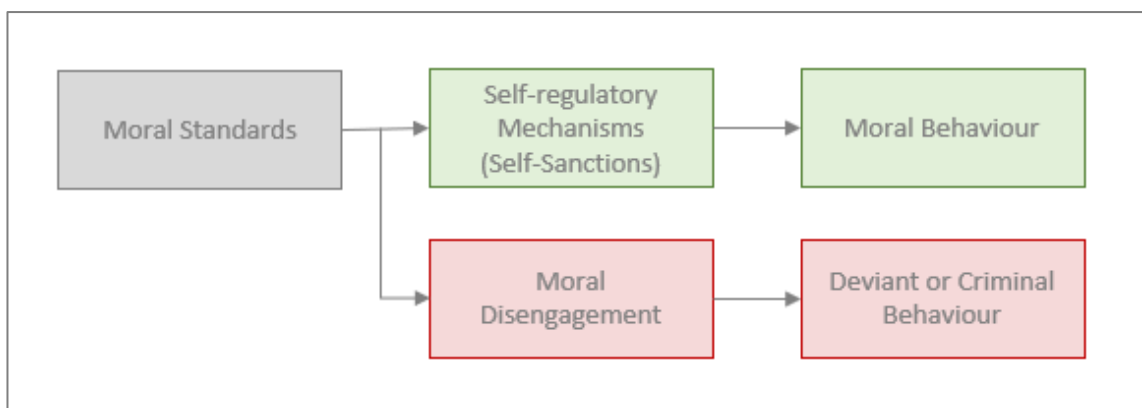 Moral Standards
Self-regulatory
Mechanisms
(Self-Sanctions)
Moral Behaviour
Moral
Disengagement
Deviant or Criminal
Behaviour